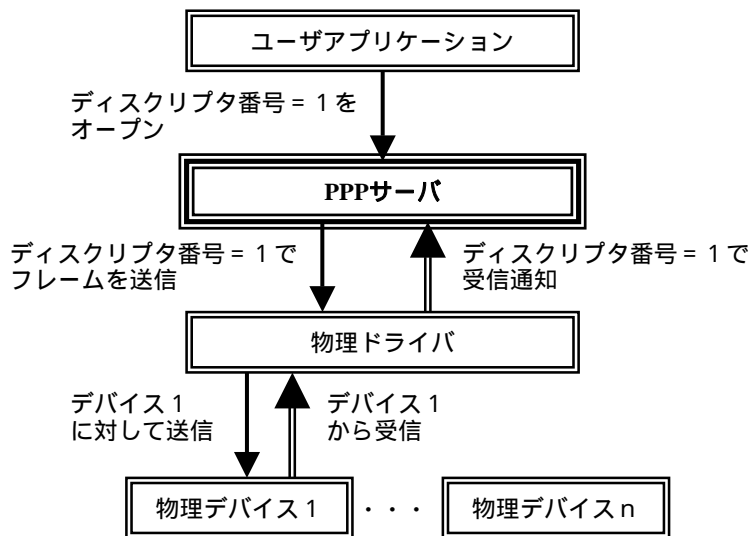 ユーザアプリケーション
ディスクリプタ番号 = 1を
オープン
PPPサーバ
ディスクリプタ番号 = 1で
フレームを送信
ディスクリプタ番号 = 1で
受信通知
物理ドライバ
デバイス1
に対して送信
デバイス1
から受信
物理デバイス1
・・・
物理デバイスn